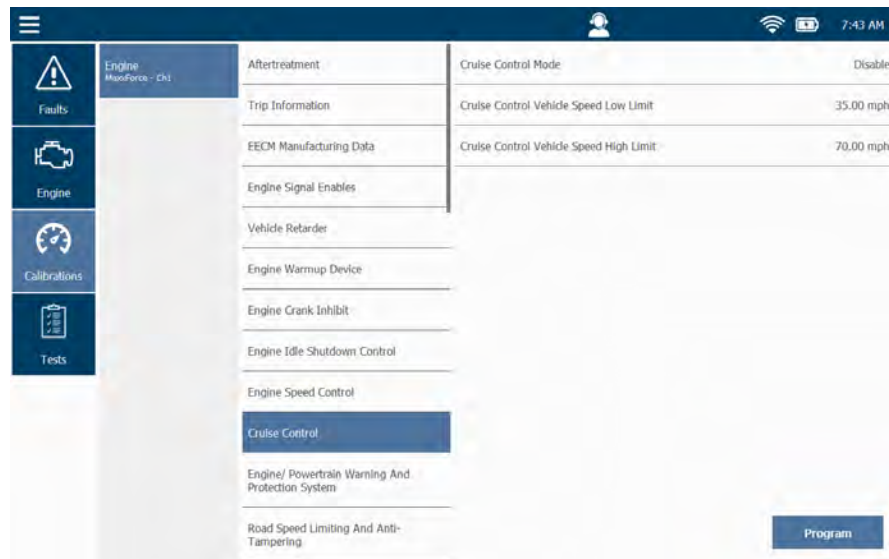 7:43 AM
Faults
Engine
Calibrations
Tests
Engine
MaxxForce - Ch1
Aftertreatment
Trip Information
EECM Manufacturing Data
Engine Signal Enables
Vehicle Retarder
Engine Warmup Device
Engine Crank Inhibit
Engine Idle Shutdown Control
Engine Speed Control
Cruise Control
Engine/ Powertrain Warning And
Protection System
Road Speed Limiting And Anti-
Tampering
Cruise Control Mode Disable
Cruise Control Vehicle Speed Low Limit 35.00 mph
Cruise Control Vehicle Speed High Limit 70.00 mph
Program